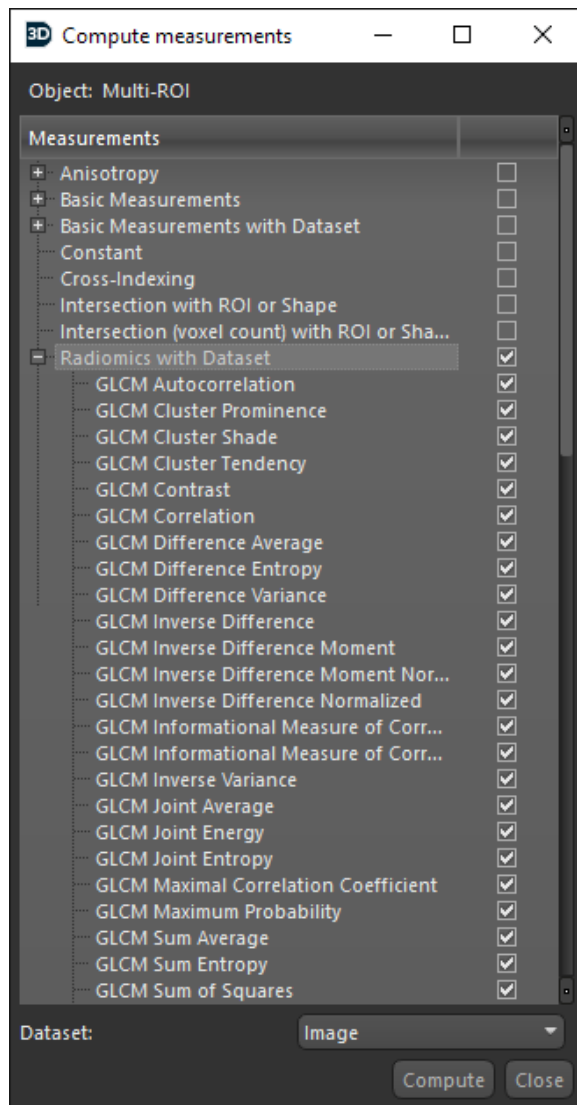 3D Compute measurements
Object: Multi-ROI
Measurements
Anisotropy
Basic Measurements
Basic Measurements with Dataset
Constant
Cross-Indexing
Intersection with ROI or Shape
Intersection (voxel count) with ROI or Sha...
Radiomics with Dataset
GLCM Autocorrelation
GLCM Cluster Prominence
GLCM Cluster Shade
GLCM Cluster Tendency
GLCM Contrast
GLCM Correlation
GLCM Difference Average
GLCM Difference Entropy
GLCM Difference Variance
GLCM Inverse Difference
GLCM Inverse Difference Moment
GLCM Inverse Difference Moment Nor...
GLCM Inverse Difference Normalized
GLCM Informational Measure of Corr...
GLCM Informational Measure of Corr...
GLCM Inverse Variance
GLCM Joint Average
GLCM Joint Energy
GLCM Joint Entropy
GLCM Maximal Correlation Coefficient
GLCM Maximum Probability
GLCM Sum Average
GLCM Sum Entropy
GLCM Sum of Squares
Dataset: Image
Compute Close